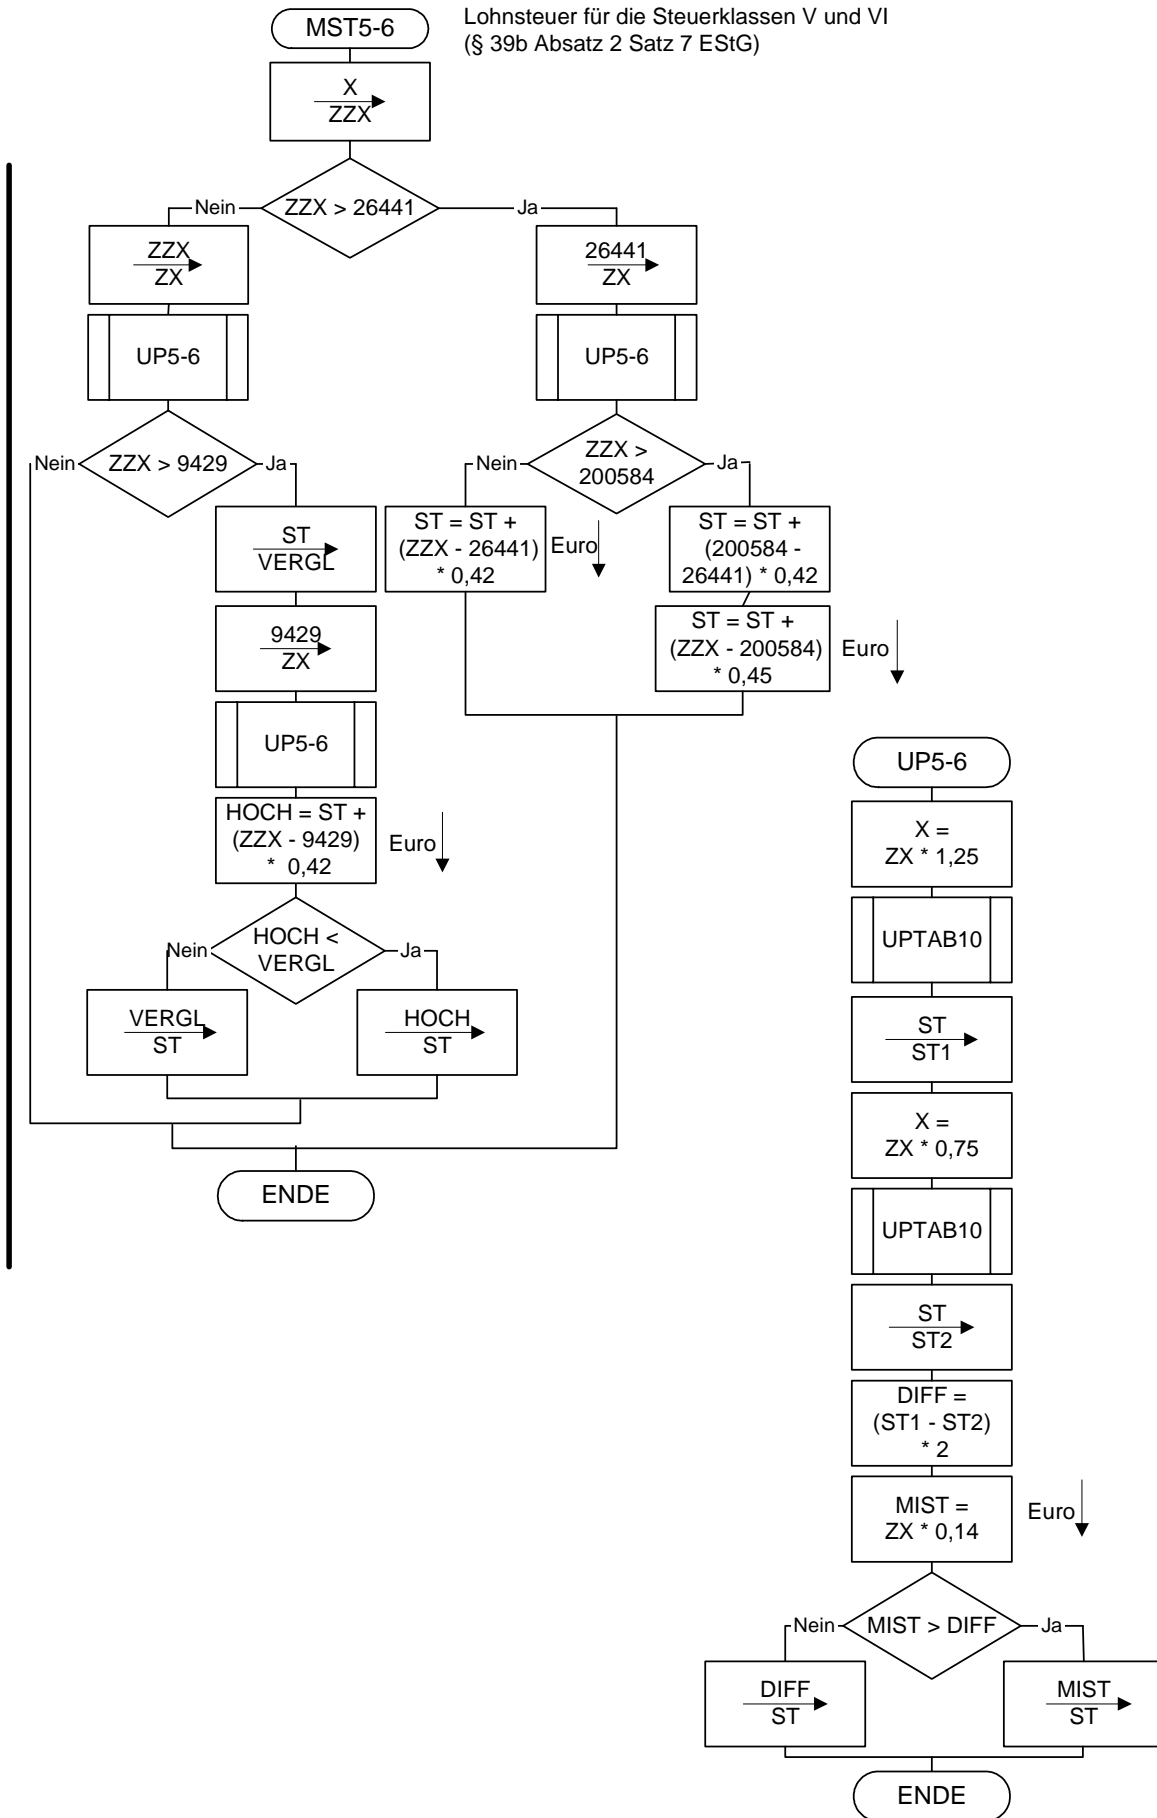 MST5-6
Lohnsteuer für die Steuerklassen V und VI
(§ 39b Absatz 2 Satz 7 EStG)
X
ZZX
ZZX > 26441
Nein
Ja
ZZX
ZX
26441
ZX
UP5-6
UP5-6
ZZX > 9429
Nein
Ja
ZZX >
200584
Nein
Ja
ST
VERGL
ST = ST +
(ZZX - 26441)
* 0,42
Euro
ST = ST +
(200584 -
26441) * 0,42
9429
ZX
ST = ST +
(ZZX - 200584)
* 0,45
Euro
UP5-6
HOCH = ST +
(ZZX - 9429)
* 0,42
Euro
HOCH <
VERGL
Nein
Ja
VERGL
ST
HOCH
ST
ENDE
UP5-6
X =
ZX * 1,25
UPTAB10
ST
ST1
X =
ZX * 0,75
UPTAB10
ST
ST2
DIFF =
(ST1 - ST2)
* 2
MIST =
ZX * 0,14
Euro
MIST > DIFF
Nein
Ja
DIFF
ST
MIST
ST
ENDE